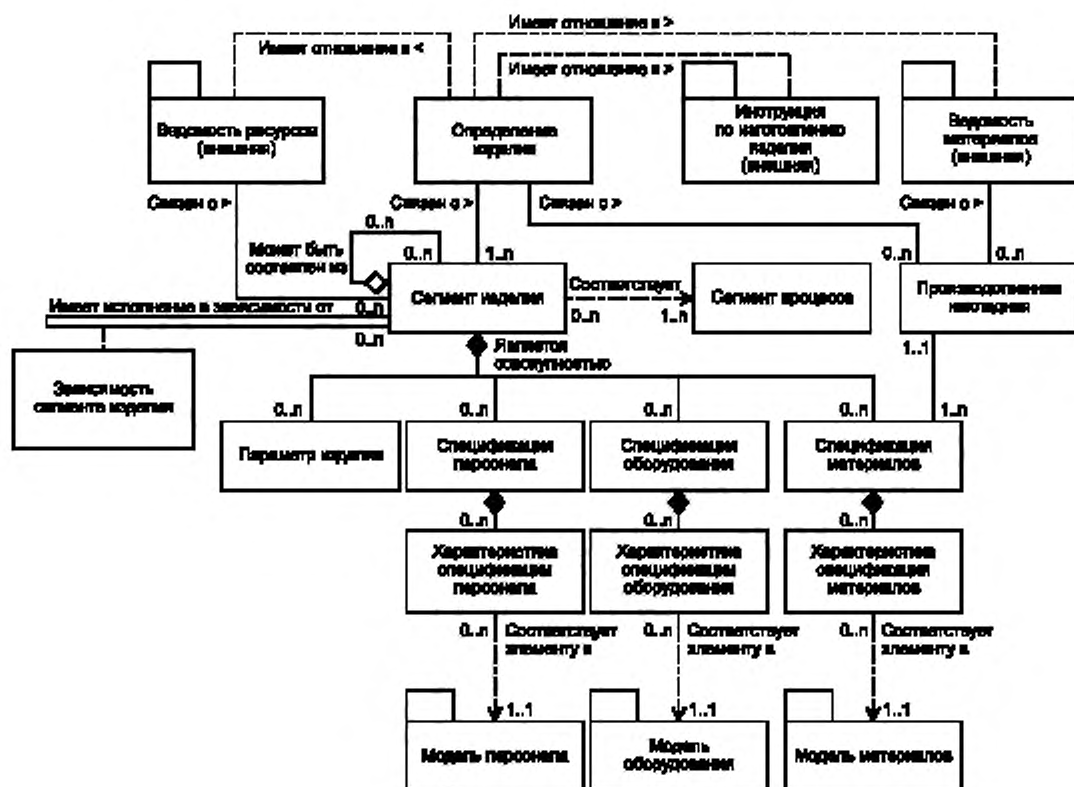 Имеет отношение к >
Имеет отношение к <
Имеет отношение к >
Ведомость ресурсов
(внешняя)
Определение
изделия
Инструкция
по изготовлению
изделия
(внешняя)
Ведомость
материалов
(внешняя)
Связан с >
Связан с >
Связан с >
Связан с >
0..n
Может быть
составлен из
0..n
1..n
0..n
0..n
Сегмент изделия
Соответствует
0..n
1..n
Сегмент процесса
Производственная
накладная
Имеет исполнение в зависимости от
0..n
0..n
1..1
Является
совокупностью
Зависимость
сегмента изделия
0..n
0..n
0..n
0..n
1..n
Параметр изделия
Спецификация
персонала
Спецификация
оборудования
Спецификация
материалов
0..n
0..n
0..n
Характеристика
спецификации
персонала
Характеристика
спецификации
оборудования
Характеристика
спецификации
материалов
0..n
Соответствует
элементу в
0..n
Соответствует
элементу в
0..n
Соответствует
элементу в
1..1
1..1
1..1
Модель персонала
Модель
оборудования
Модель материалов